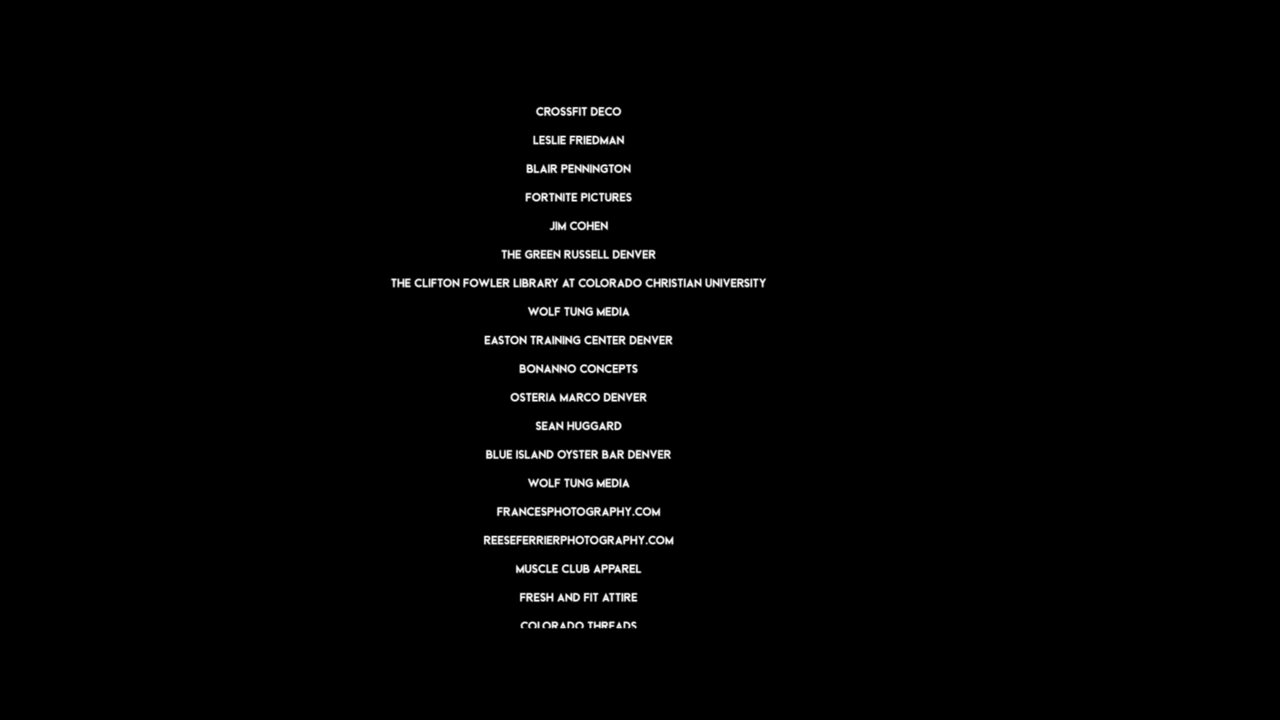 CROSSFIT DECO
LESLIE FRIEDMAN
BLAIR PENNINGTON
FORTNITE PICTURES
JIM COHEN
THE GREEN RUSSELL DENVER
THE CLIFTON FOWLER LIBRARY AT COLORADO CHRISTIAN UNIVERSITY
WOLF TUNG MEDIA
EASTON TRAINING CENTER DENVER
BONANNO CONCEPTS
OSTERIA MARCO DENVER
SEAN HUGGARD
BLUE ISLAND OYSTER BAR DENVER
WOLF TUNG MEDIA
FRANCESPHOTOGRAPHY.COM
REESEFERRIERPHOTOGRAPHY.COM
MUSCLE CLUB APPAREL
FRESH AND FIT ATTIRE
COLORADO THREADS